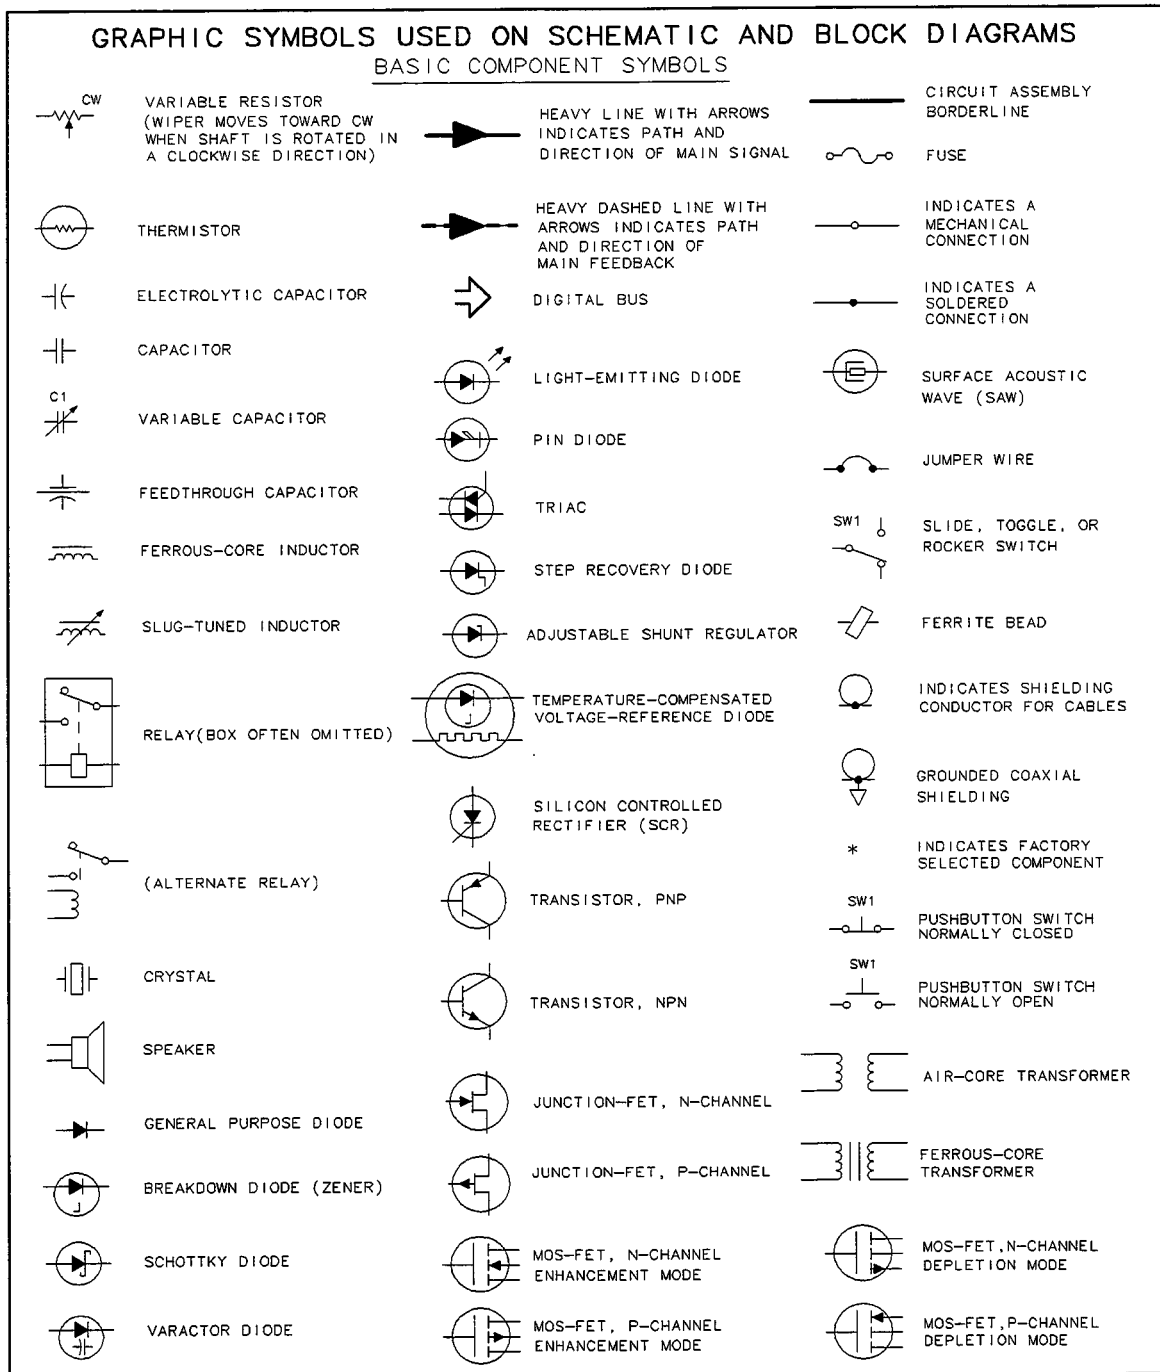 GRAPHIC SYMBOLS USED ON SCHEMATIC AND BLOCK DIAGRAMS
BASIC COMPONENT SYMBOLS
CW
VARIABLE RESISTOR
(WIPER MOVES TOWARD CW
WHEN SHAFT IS ROTATED IN
A CLOCKWISE DIRECTION)
THERMISTOR
ELECTROLYTIC CAPACITOR
CAPACITOR
C1
VARIABLE CAPACITOR
FEEDTHROUGH CAPACITOR
FERROUS-CORE INDUCTOR
SLUG-TUNED INDUCTOR
RELAY(BOX OFTEN OMITTED)
(ALTERNATE RELAY)
CRYSTAL
SPEAKER
GENERAL PURPOSE DIODE
BREAKDOWN DIODE (ZENER)
SCHOTTKY DIODE
VARACTOR DIODE
HEAVY LINE WITH ARROWS
INDICATES PATH AND
DIRECTION OF MAIN SIGNAL
HEAVY DASHED LINE WITH
ARROWS INDICATES PATH
AND DIRECTION OF
MAIN FEEDBACK
DIGITAL BUS
LIGHT-EMITTING DIODE
PIN DIODE
TRIAC
STEP RECOVERY DIODE
ADJUSTABLE SHUNT REGULATOR
TEMPERATURE-COMPENSATED
VOLTAGE-REFERENCE DIODE
SILICON CONTROLLED
RECTIFIER (SCR)
TRANSISTOR, PNP
TRANSISTOR, NPN
JUNCTION-FET, N-CHANNEL
JUNCTION-FET, P-CHANNEL
MOS-FET, N-CHANNEL
ENHANCEMENT MODE
MOS-FET, P-CHANNEL
ENHANCEMENT MODE
CIRCUIT ASSEMBLY
BORDERLINE
FUSE
INDICATES A
MECHANICAL
CONNECTION
INDICATES A
SOLDERED
CONNECTION
SURFACE ACOUSTIC
WAVE (SAW)
JUMPER WIRE
SW1
SLIDE, TOGGLE, OR
ROCKER SWITCH
FERRITE BEAD
INDICATES SHIELDING
CONDUCTOR FOR CABLES
GROUNDED COAXIAL
SHIELDING
*
INDICATES FACTORY
SELECTED COMPONENT
SW1
PUSHBUTTON SWITCH
NORMALLY CLOSED
SW1
PUSHBUTTON SWITCH
NORMALLY OPEN
AIR-CORE TRANSFORMER
FERROUS-CORE
TRANSFORMER
MOS-FET,N-CHANNEL
DEPLETION MODE
MOS-FET,P-CHANNEL
DEPLETION MODE